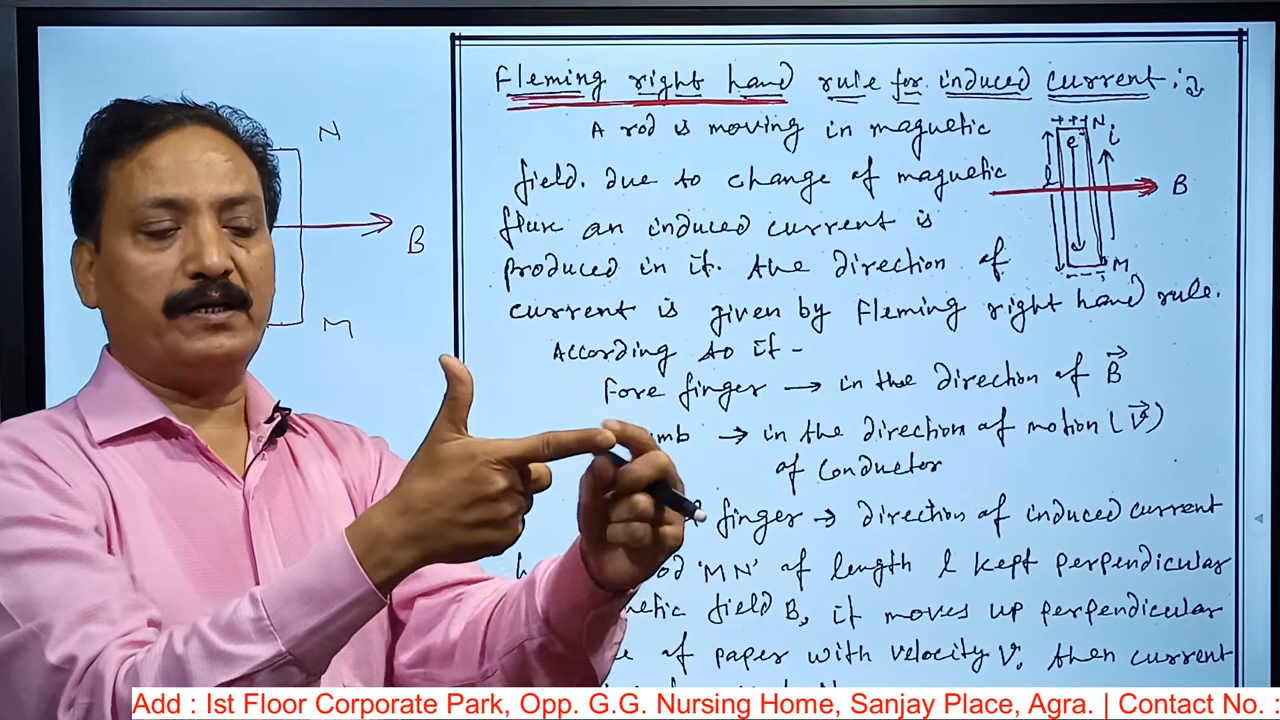 N
B
M
Fleming right hand rule for induced current :-
A rod is moving in magnetic
field. due to change of magnetic
flux an induced current is
produced in it. The direction of
current is given by Fleming right hand rule.
According to it -
Fore finger → in the direction of B
mb → in the direction of motion (V)
of conductor
finger → direction of induced current
'MN' of length l kept perpendicular
netic field B, it moves up perpendicular
of paper with velocity V, then current
+++ N
e
i
l
B
M
Add : Ist Floor Corporate Park, Opp. G.G. Nursing Home, Sanjay Place, Agra. | Contact No. :